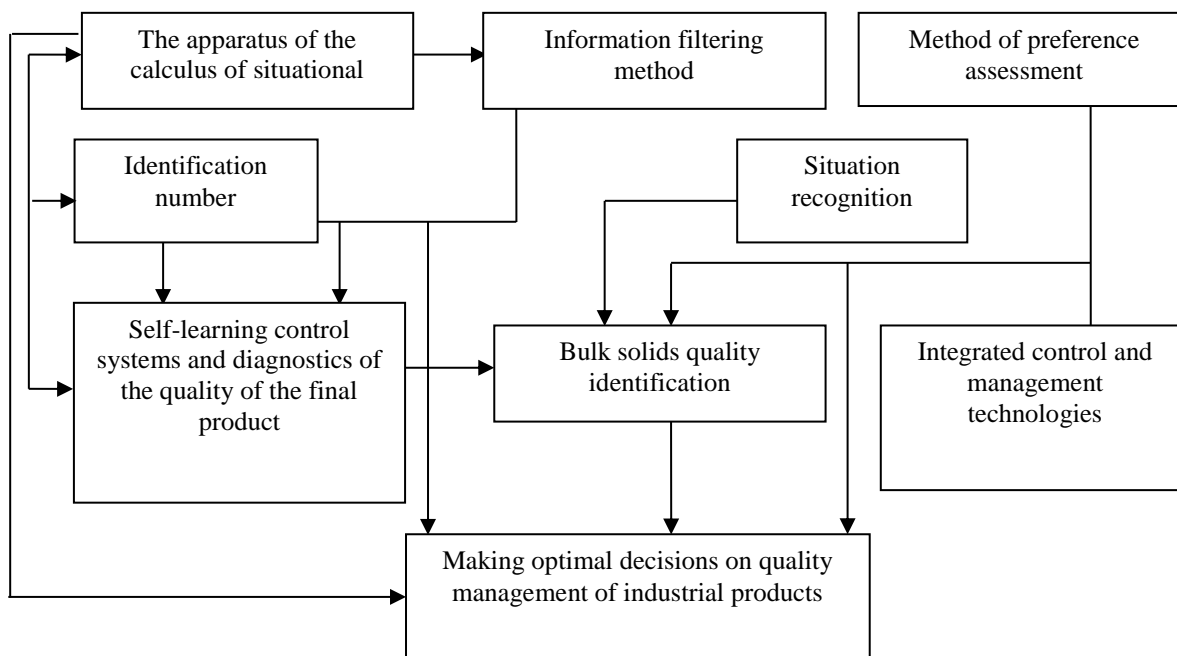 The apparatus of the
calculus of situational
Information filtering
method
Method of preference
assessment
Identification
number
Situation
recognition
Self-learning control
systems and diagnostics of
the quality of the final
product
Bulk solids quality
identification
Integrated control and
management
technologies
Making optimal decisions on quality
management of industrial products